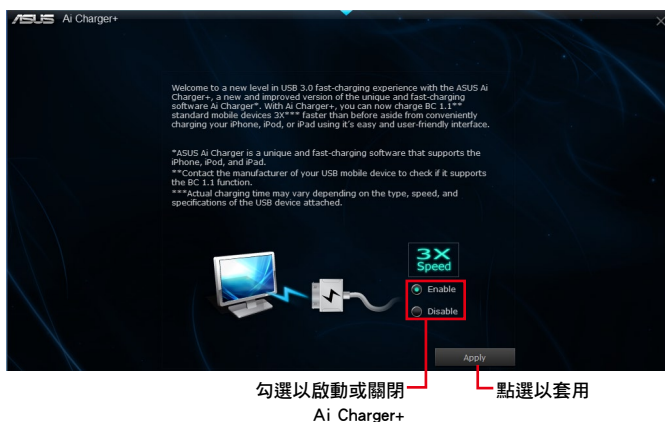 ASUS Ai Charger+
Welcome to a new level in USB 3.0 fast-charging experience with the ASUS Ai
Charger+, a new and improved version of the unique and fast-charging
software Ai Charger*. With Ai Charger+, you can now charge BC 1.1**
standard mobile devices 3X*** faster than before aside from conveniently
charging your iPhone, iPod, or iPad using it's easy and user-friendly interface.
*ASUS Ai Charger is a unique and fast-charging software that supports the
iPhone, iPod, and iPad.
**Contact the manufacturer of your USB mobile device to check if it supports
the BC 1.1 function.
***Actual charging time may vary depending on the type, speed, and
specifications of the USB device attached.
3X
Speed
Enable
Disable
Apply
勾選以啟動或關閉
Ai Charger+
點選以套用